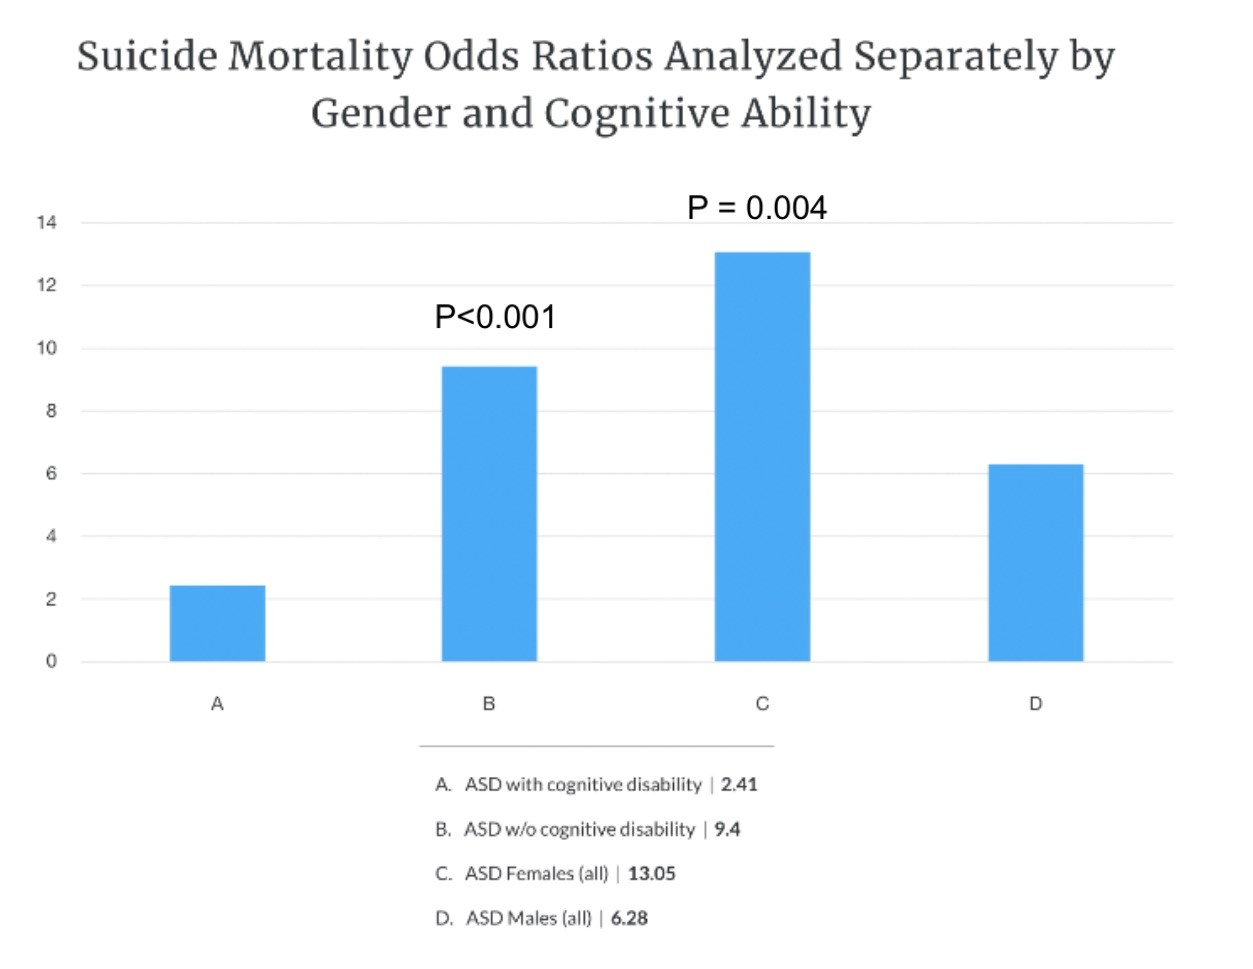 Suicide Mortality Odds Ratios Analyzed Separately by
Gender and Cognitive Ability
P = 0.004
14
12
P<0.001
10
8
6
4
2
0
A B C D
A. ASD with cognitive disability | 2.41
B. ASD w/o cognitive disability | 9.4
C. ASD Females (all) | 13.05
D. ASD Males (all) | 6.28